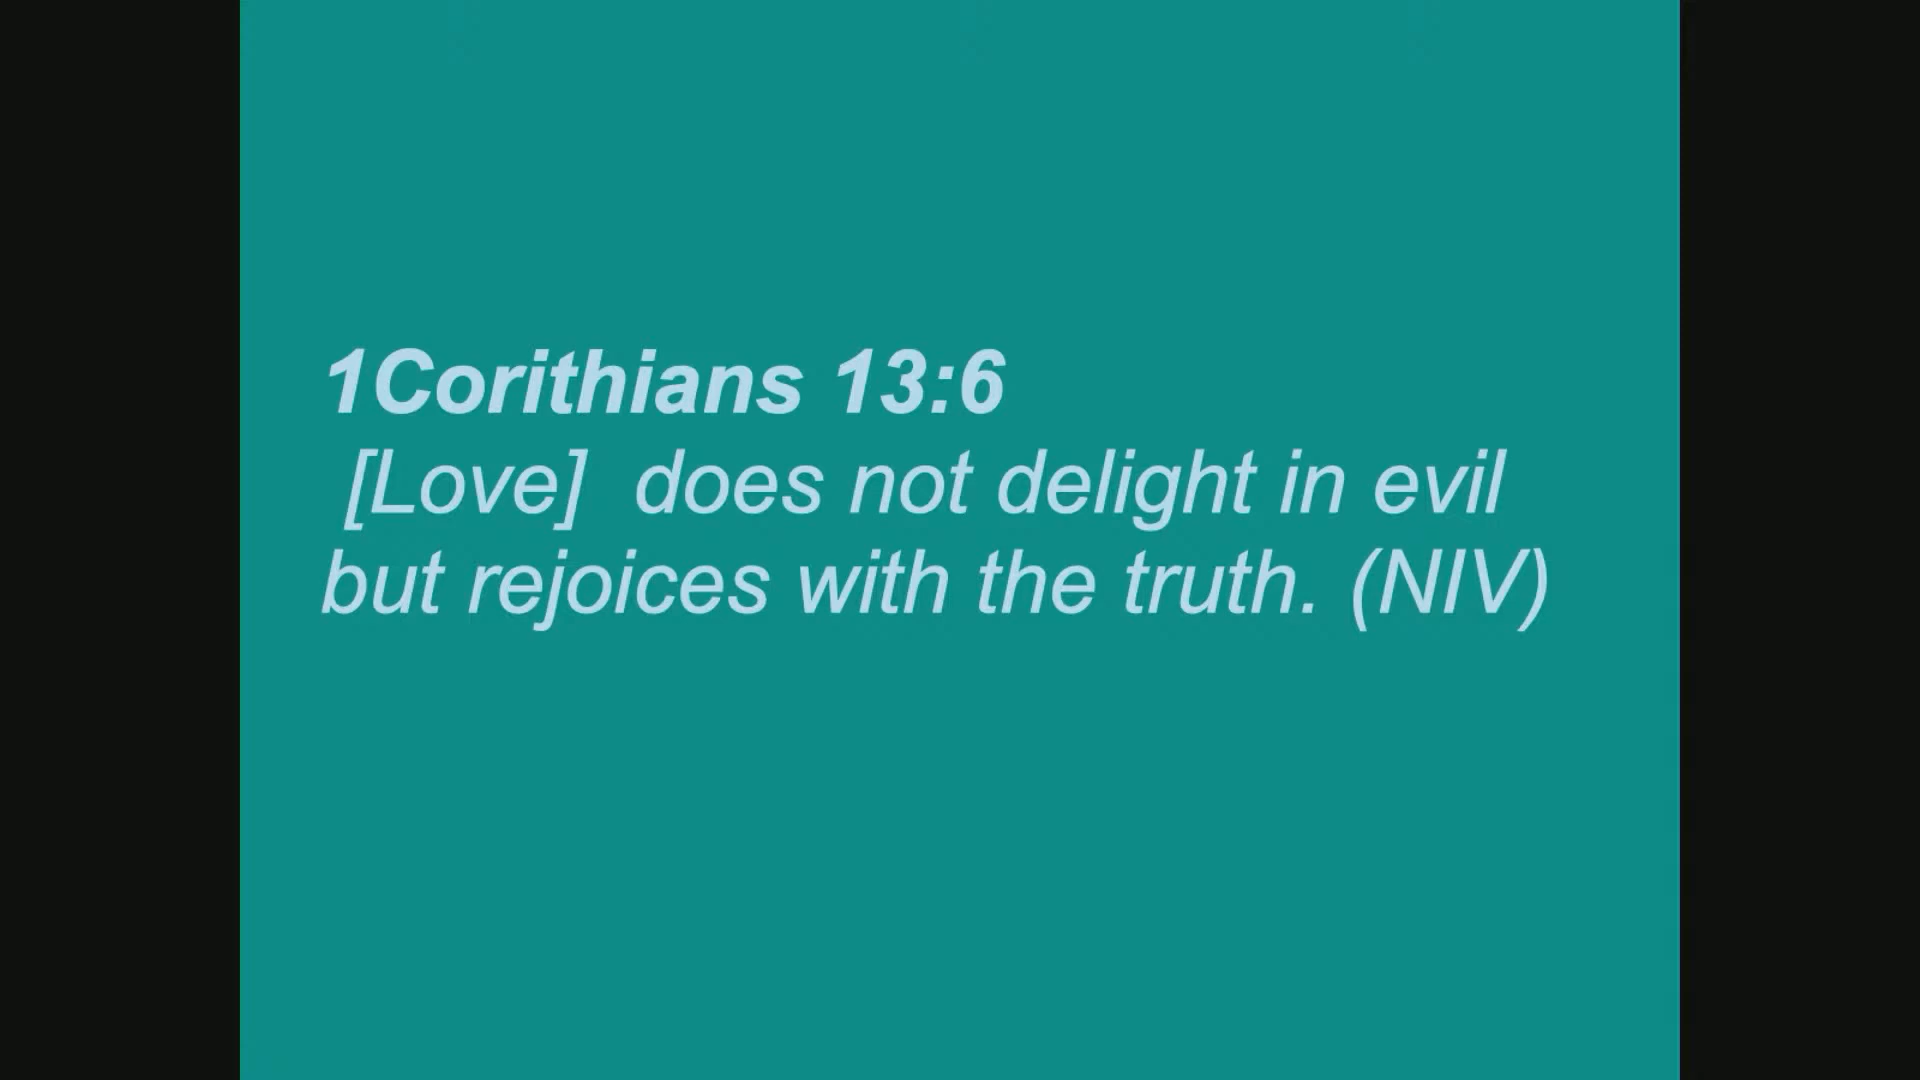 1Corithians 13:6
[Love]  does not delight in evil
but rejoices with the truth. (NIV)